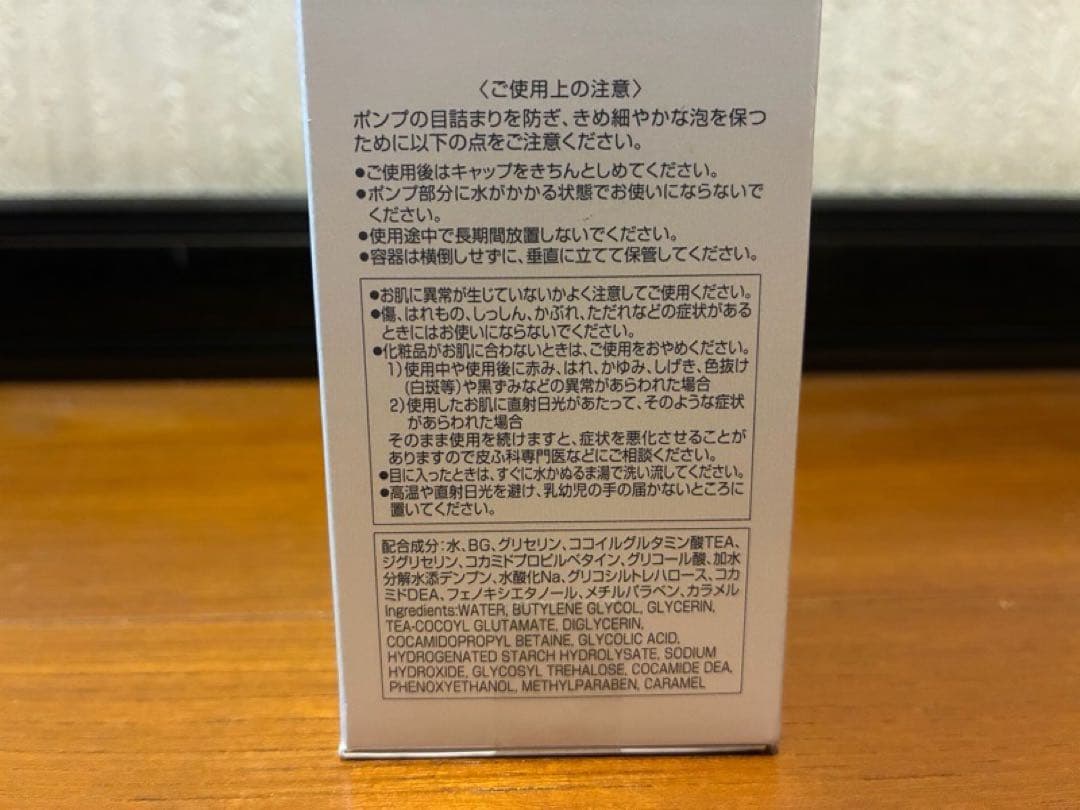 〈ご使用上の注意〉
ポンプの目詰まりを防ぎ、きめ細やかな泡を保つ
ために以下の点をご注意ください。
●ご使用後はキャップをきちんとしめてください。
●ポンプ部分に水がかかる状態でお使いにならないで
ください。
●使用途中で長期間放置しないでください。
●容器は横倒しせずに、垂直に立てて保管してください。
●お肌に異常が生じていないかよく注意してご使用ください。
●傷、はれもの、しっしん、かぶれ、ただれなどの症状がある
ときにはお使いにならないでください。
●化粧品がお肌に合わないときは、ご使用をおやめください。
1)使用中や使用後に赤み、はれ、かゆみ、しげき、色抜け
(白斑等)や黒ずみなどの異常があらわれた場合
2)使用したお肌に直射日光があたって、そのような症状
があらわれた場合
そのまま使用を続けますと、症状を悪化させることが
ありますので皮ふ科専門医などにご相談ください。
●目に入ったときは、すぐに水かぬるま湯で洗い流してください。
●高温や直射日光を避け、乳幼児の手の届かないところに
置いてください。
配合成分:水、BG、グリセリン、ココイルグルタミン酸TEA、
ジグリセリン、コカミドプロピルベタイン、グリコール酸、加水
分解水添デンプン、水酸化Na、グリコシルトレハロース、コカ
ミドDEA、フェノキシエタノール、メチルパラベン、カラメル
Ingredients:WATER, BUTYLENE GLYCOL, GLYCERIN,
TEA-COCOYL GLUTAMATE, DIGLYCERIN,
COCAMIDOPROPYL BETAINE, GLYCOLIC ACID,
HYDROGENATED STARCH HYDROLYSATE, SODIUM
HYDROXIDE, GLYCOSYL TREHALOSE, COCAMIDE DEA,
PHENOXYETHANOL, METHYLPARABEN, CARAMEL